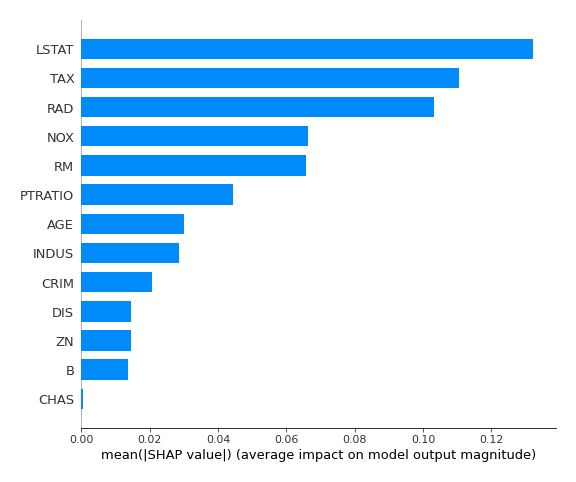 LSTAT
TAX
RAD
NOX
RM
PTRATIO
AGE
INDUS
CRIM
DIS
ZN
B
CHAS
0.00 0.02 0.04 0.06 0.08 0.10 0.12
mean(|SHAP value|) (average impact on model output magnitude)